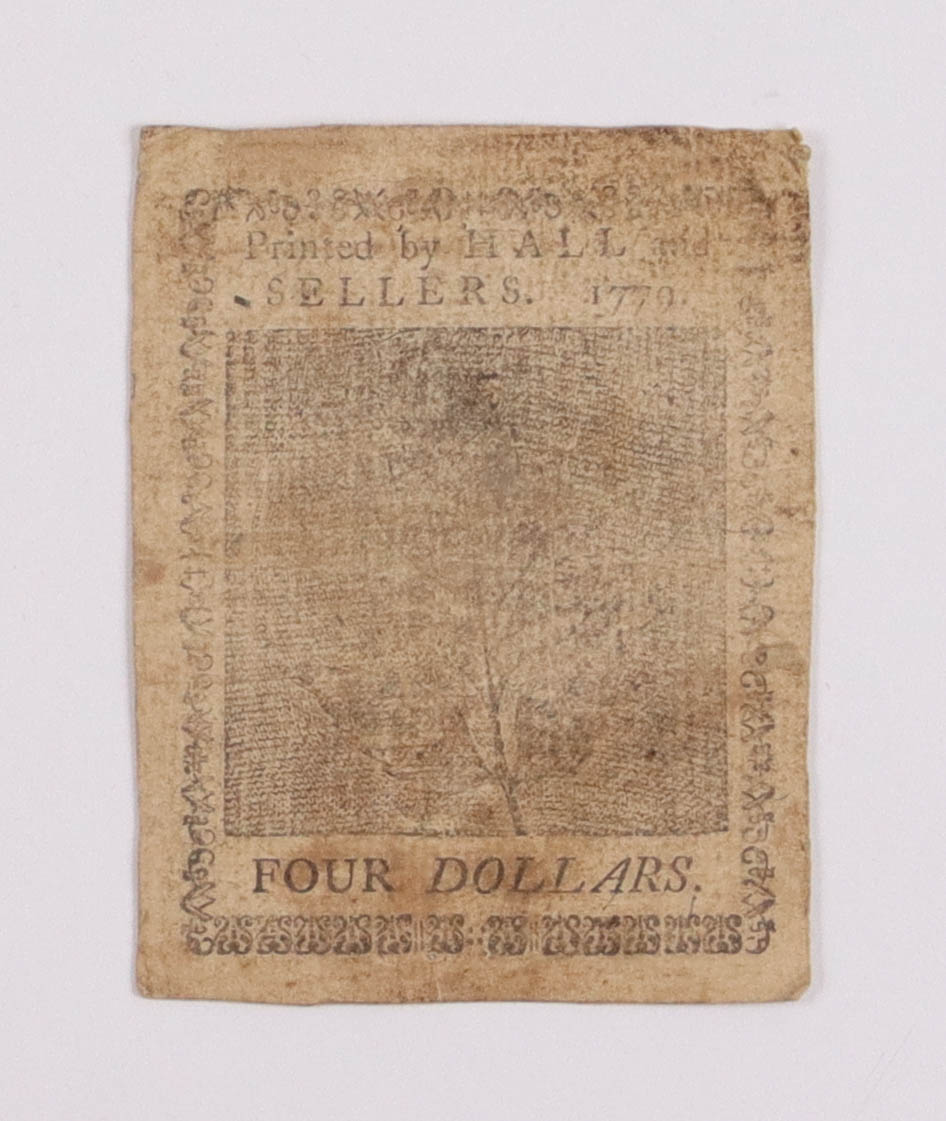 Printed by HALL and
SELLERS. 1779.
FOUR DOLLARS.